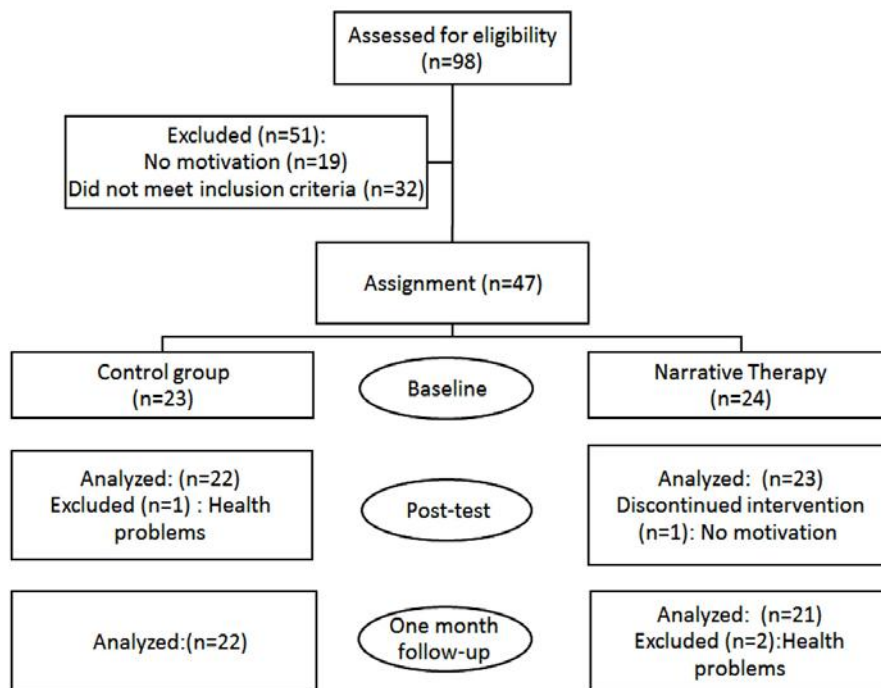 Assessed for eligibility
(n=98)
Excluded (n=51):
No motivation (n=19)
Did not meet inclusion criteria (n=32)
Assignment (n=47)
Control group
(n=23)
Baseline
Narrative Therapy
(n=24)
Analyzed: (n=22)
Excluded (n=1) : Health
problems
Post-test
Analyzed:  (n=23)
Discontinued intervention
(n=1): No motivation
Analyzed:(n=22)
One month
follow-up
Analyzed:  (n=21)
Excluded (n=2):Health
problems